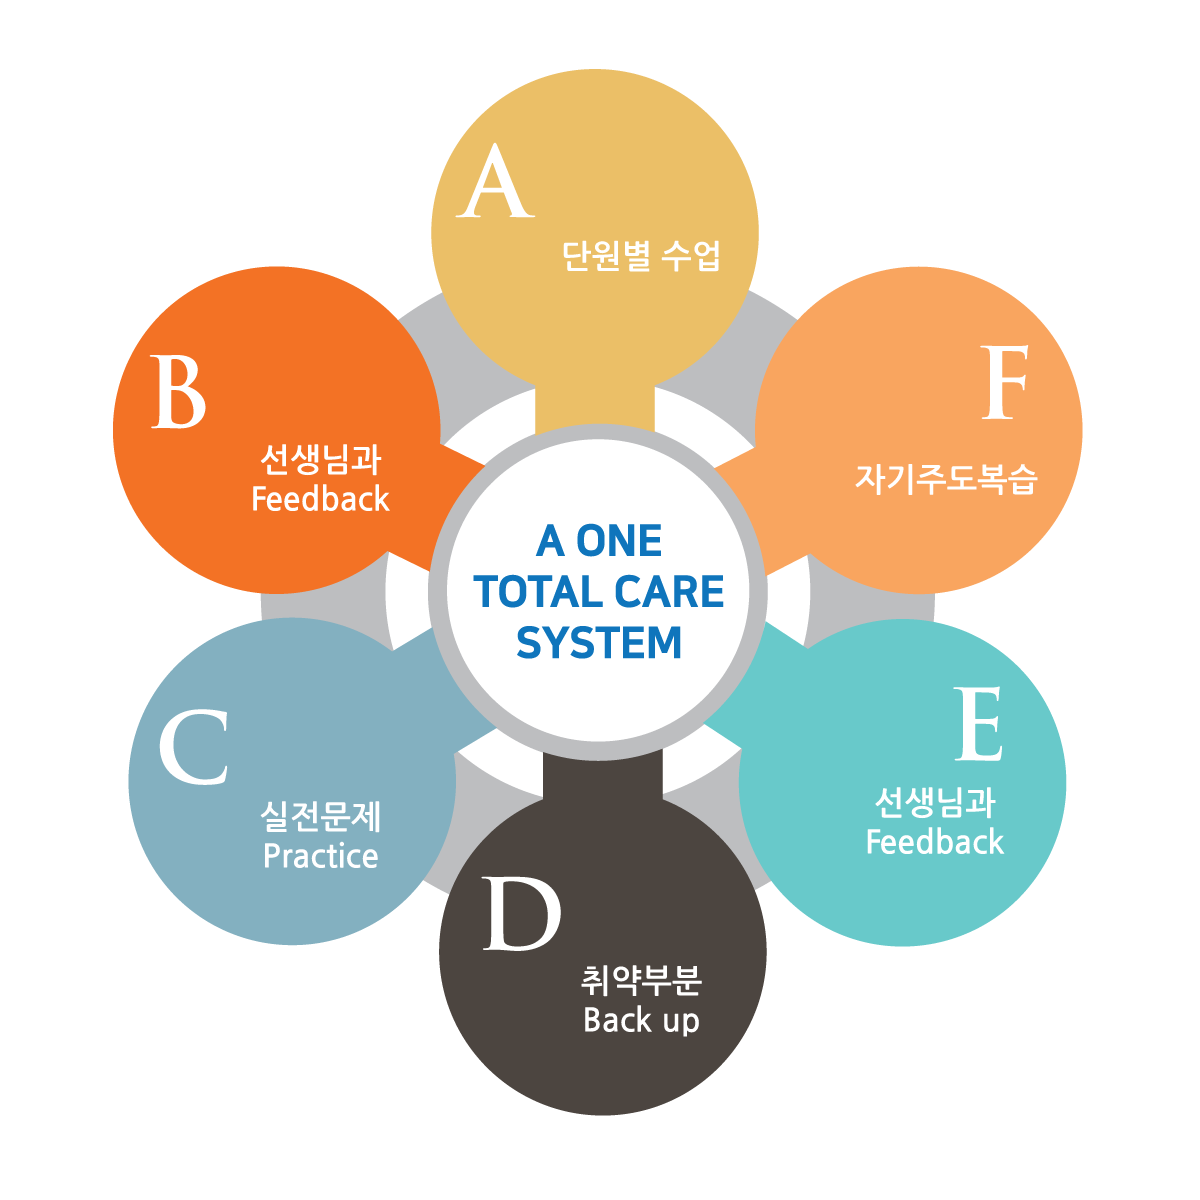 A
단원별 수업
B
선생님과
Feedback
C
실전문제
Practice
D
취약부분
Back up
E
선생님과
Feedback
F
자기주도복습
A ONE
TOTAL CARE
SYSTEM